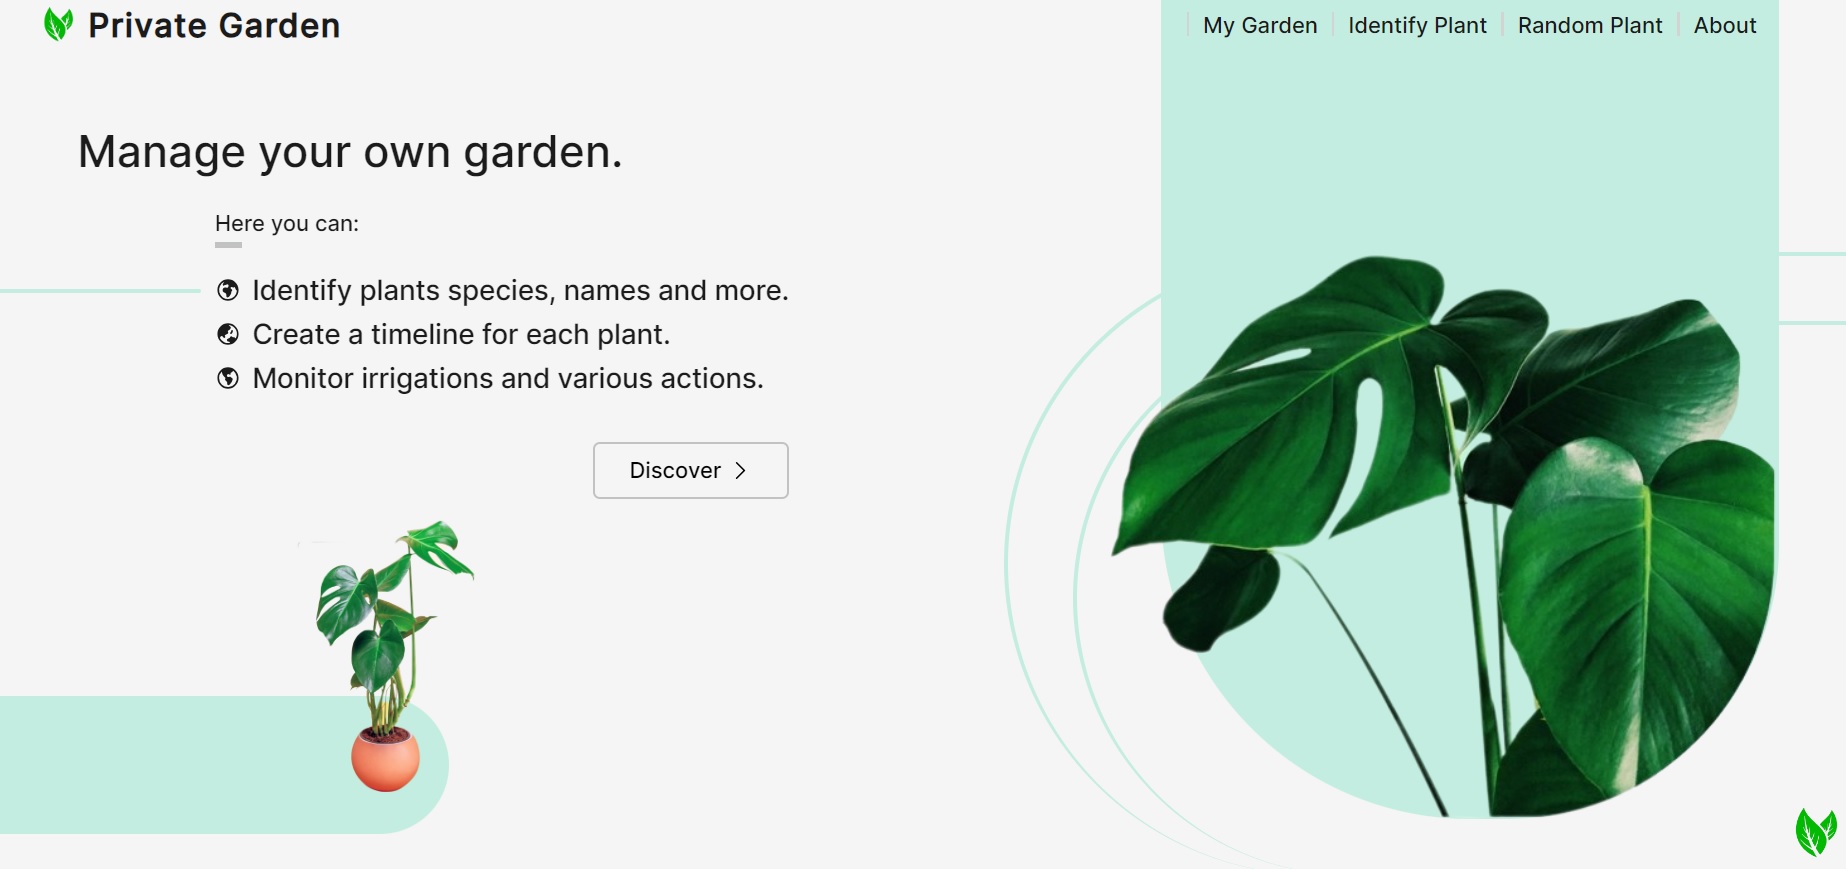 Private Garden
My Garden
Identify Plant
Random Plant
About
Manage your own garden.
Here you can:
Identify plants species, names and more.
Create a timeline for each plant.
Monitor irrigations and various actions.
Discover